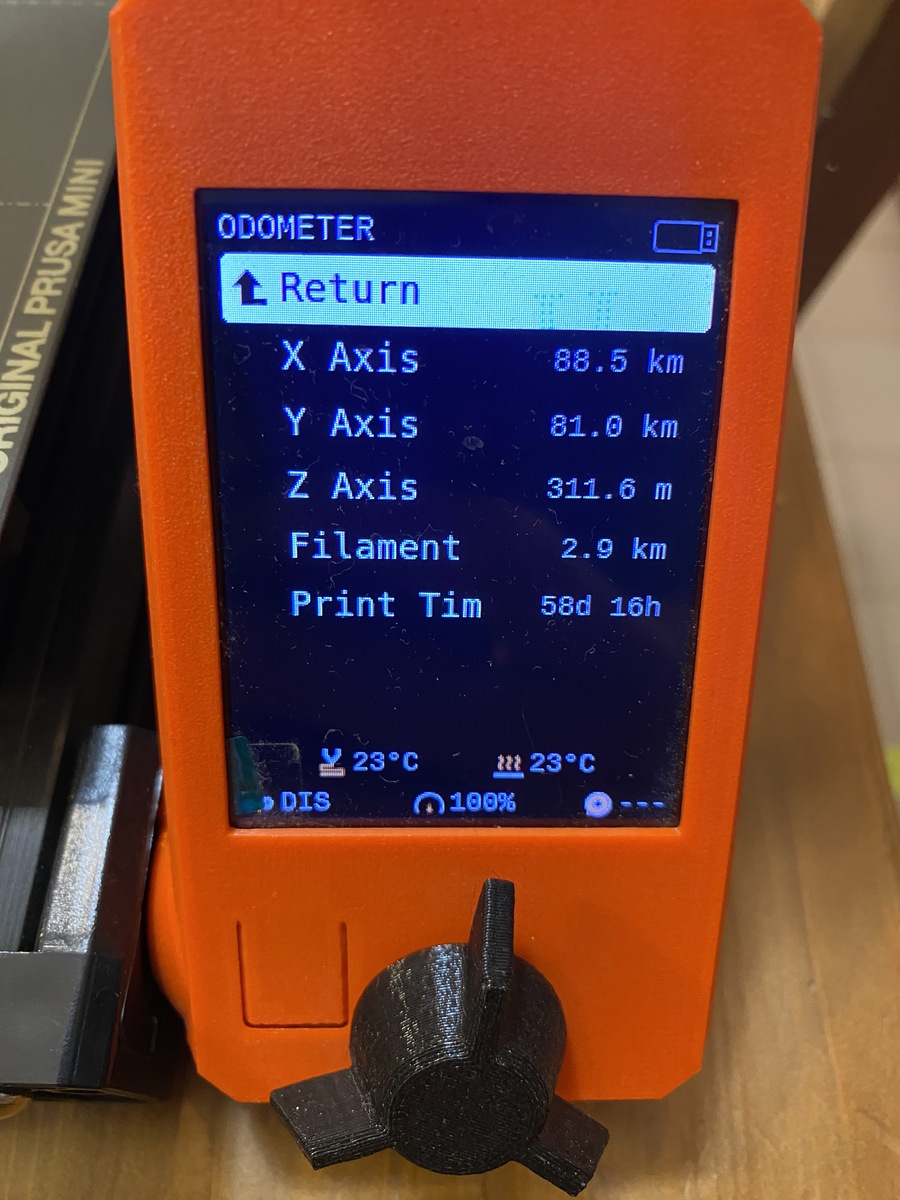 ORIGINAL PRUSA MINI
ODOMETER
Return
X Axis 88.5 km
Y Axis 81.0 km
Z Axis 311.6 m
Filament 2.9 km
Print Tim 58d 16h
23°C 23°C
DIS 100% ---